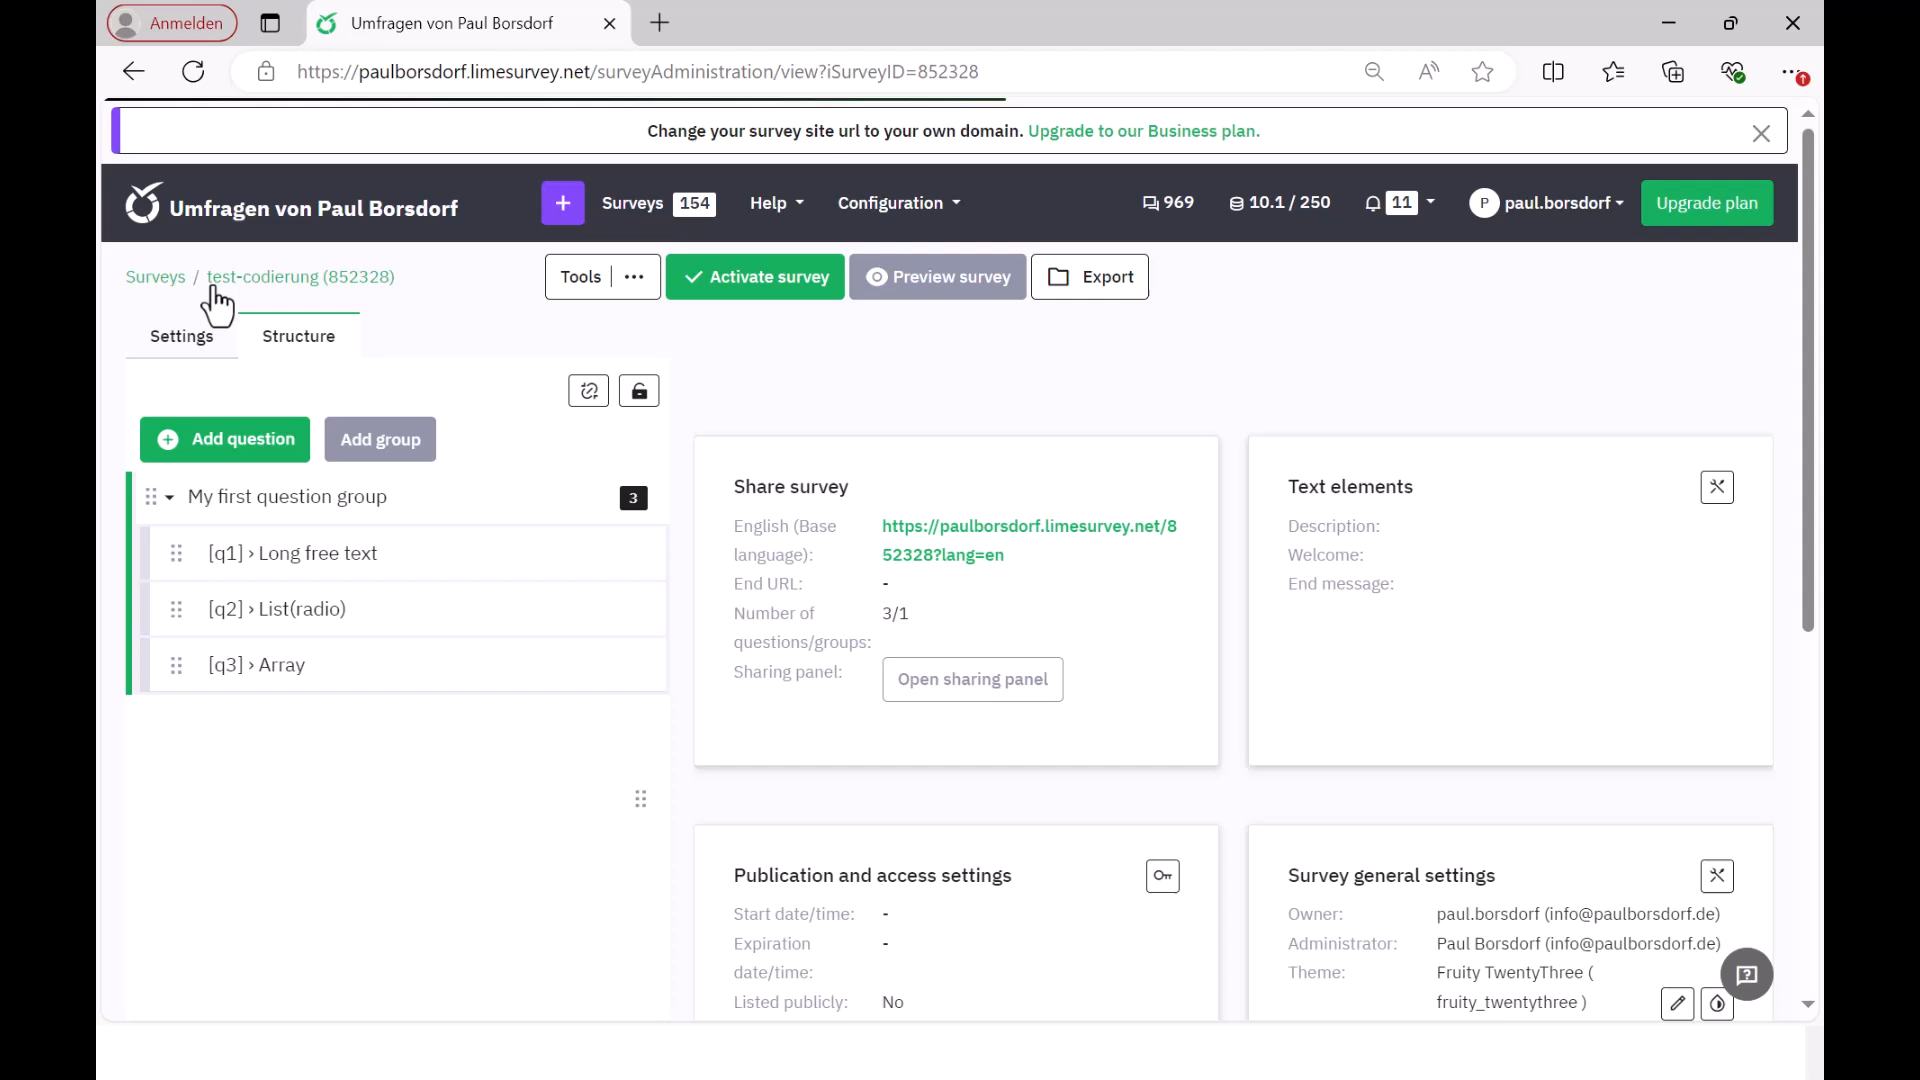 Anmelden
Umfragen von Paul Borsdorf
https://paulborsdorf.limesurvey.net/surveyAdministration/view?iSurveyID=852328
Change your survey site url to your own domain. Upgrade to our Business plan.
Umfragen von Paul Borsdorf
+ Surveys 154 Help Configuration 969 10.1 / 250 11 P paul.borsdorf Upgrade plan
Surveys / test-codierung (852328)
Tools ... Activate survey Preview survey Export
Settings Structure
Add question Add group
My first question group 3
[q1] › Long free text
[q2] › List(radio)
[q3] › Array
Share survey
English (Base language): https://paulborsdorf.limesurvey.net/8
52328?lang=en
End URL: -
Number of questions/groups: 3/1
Sharing panel: Open sharing panel
Text elements
Description:
Welcome:
End message:
Publication and access settings
Start date/time: -
Expiration date/time: -
Listed publicly: No
Survey general settings
Owner: paul.borsdorf (info@paulborsdorf.de)
Administrator: Paul Borsdorf (info@paulborsdorf.de)
Theme: Fruity TwentyThree (
fruity_twentythree )